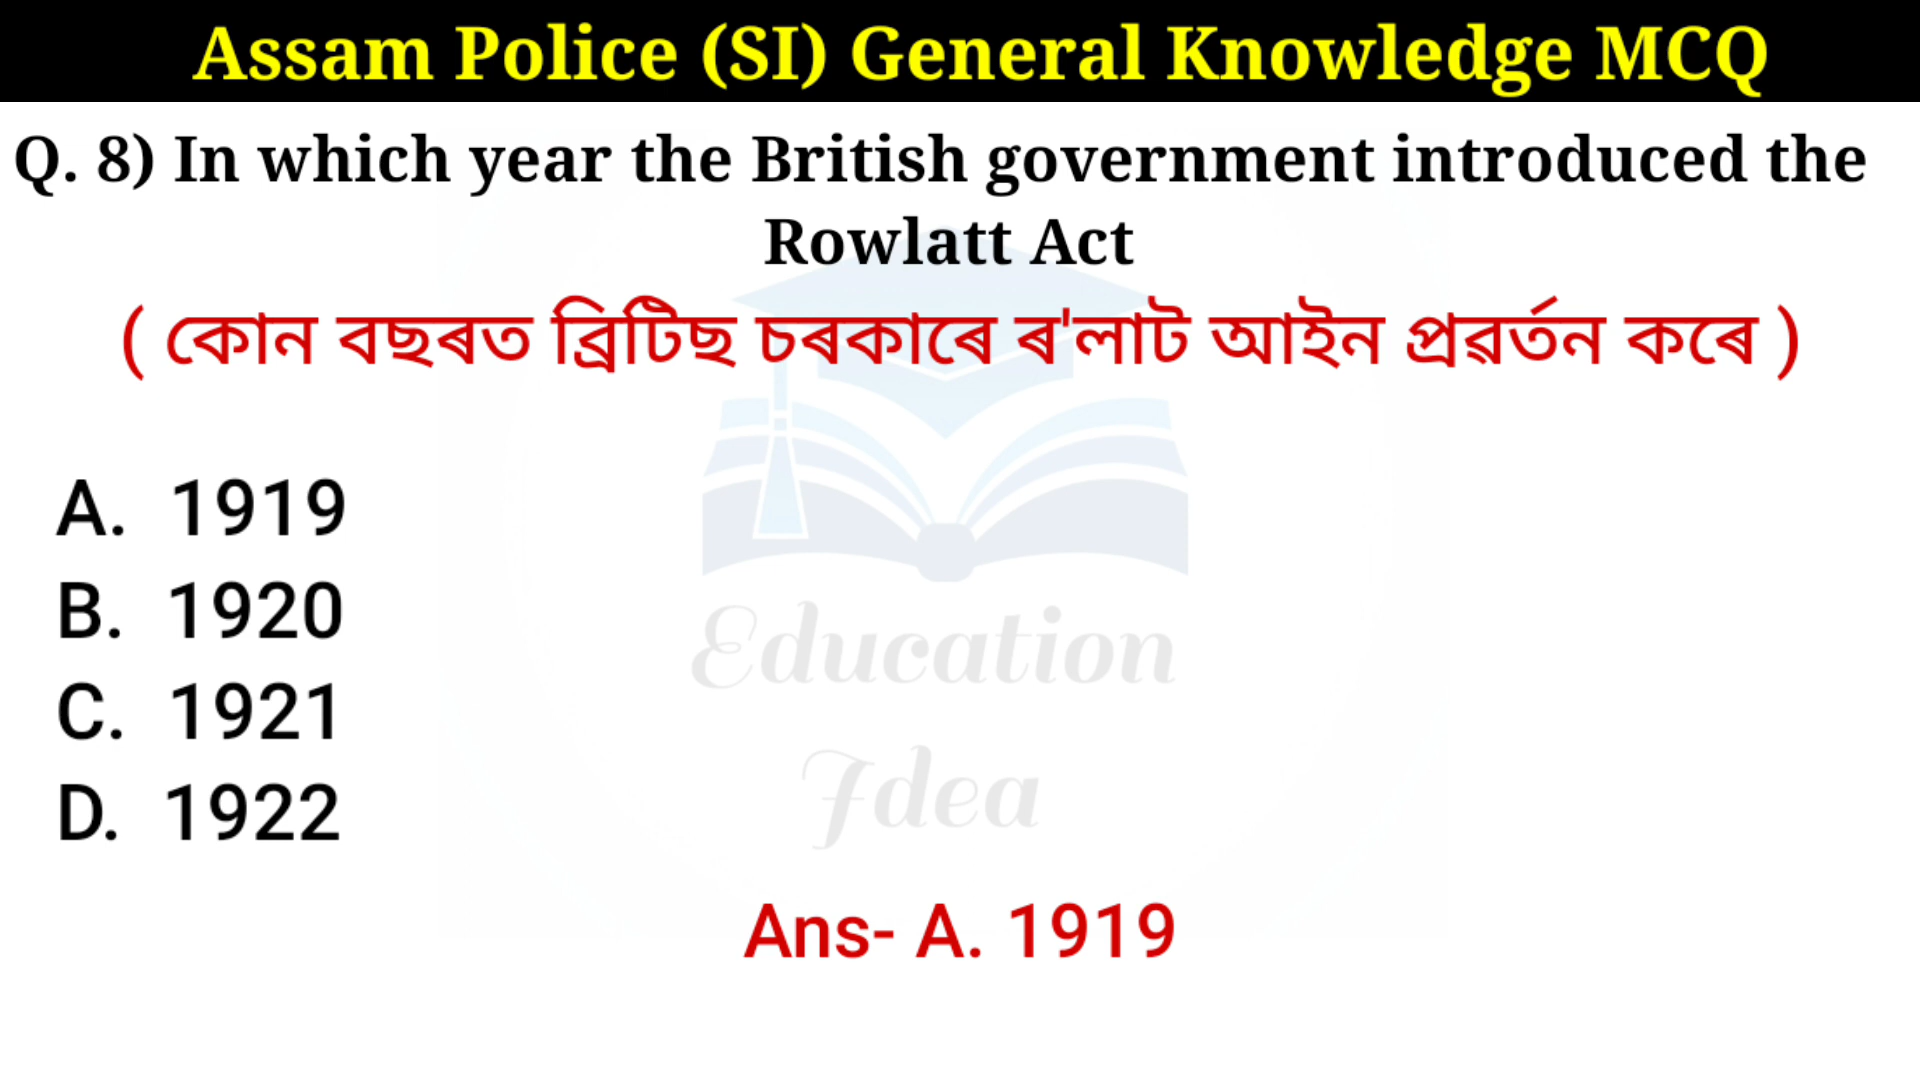 Assam Police (SI) General Knowledge MCQ
Q. 8) In which year the British government introduced the
Rowlatt Act
( কোন বছৰত ব্ৰিটিছ চৰকাৰে ৰ'লাট আইন প্ৰৱৰ্তন কৰে )
A. 1919
B. 1920
C. 1921
D. 1922
Education
Idea
Ans- A. 1919